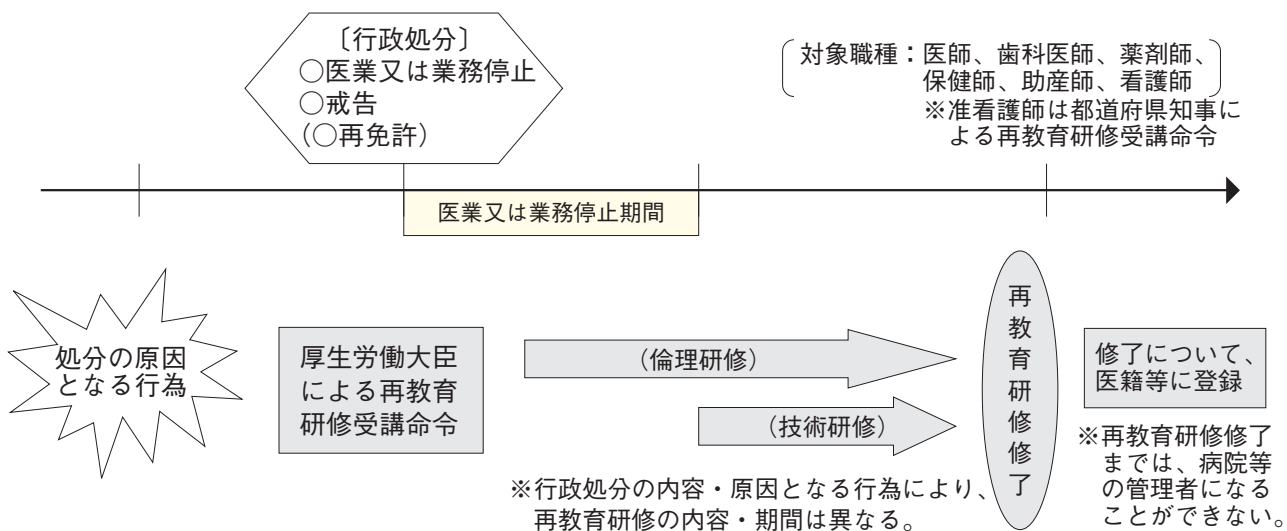 〔行政処分〕
○医業又は業務停止
○戒告
(○再免許)
対象職種：医師、歯科医師、薬剤師、
保健師、助産師、看護師
※准看護師は都道府県知事に
よる再教育研修受講命令
医業又は業務停止期間
処分の原因
となる行為
厚生労働大臣
による再教育
研修受講命令
(倫理研修)
(技術研修)
再教育研修修了
修了について、
医籍等に登録
※行政処分の内容・原因となる行為により、
再教育研修の内容・期間は異なる。
※再教育研修修了
までは、病院等
の管理者になる
ことができない。